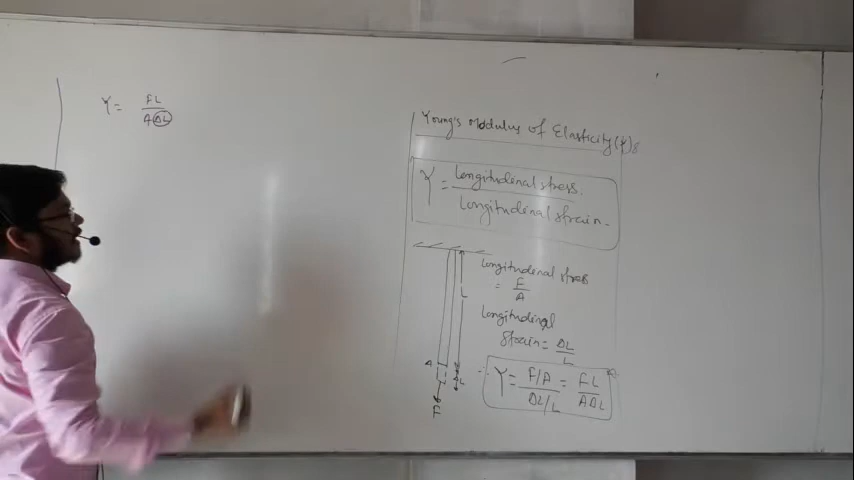 Y = FL / AΔL
Young's Modulus of Elasticity (Y) :
Y = longitudenal stress. / longitudenal strain.
longitudenal stress
= F / A
L
longitudenal
strain = ΔL / L
A
ΔL
F
∴ Y = F/A / ΔL/L = FL / AΔL